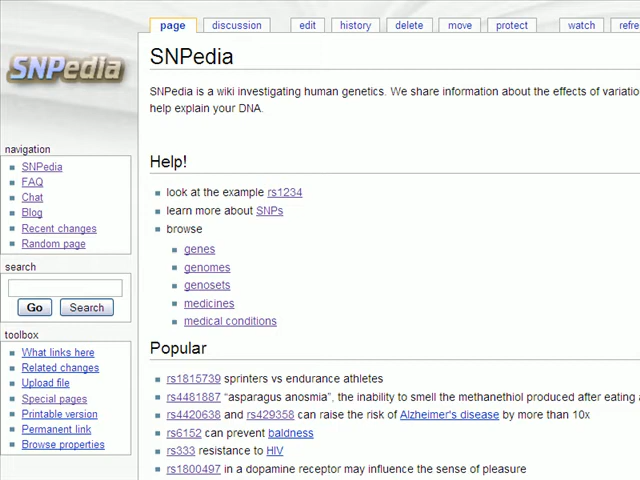 page
discussion
edit
history
delete
move
protect
watch
refre
SNPedia
SNPedia
SNPedia is a wiki investigating human genetics. We share information about the effects of variatio
help explain your DNA.
navigation
SNPedia
FAQ
Chat
Blog
Recent changes
Random page
search
Go
Search
toolbox
What links here
Related changes
Upload file
Special pages
Printable version
Permanent link
Browse properties
Help!
look at the example rs1234
learn more about SNPs
browse
genes
genomes
genosets
medicines
medical conditions
Popular
rs1815739 sprinters vs endurance athletes
rs4481887 "asparagus anosmia", the inability to smell the methanethiol produced after eating
rs4420638 and rs429358 can raise the risk of Alzheimer's disease by more than 10x
rs6152 can prevent baldness
rs333 resistance to HIV
rs1800497 in a dopamine receptor may influence the sense of pleasure